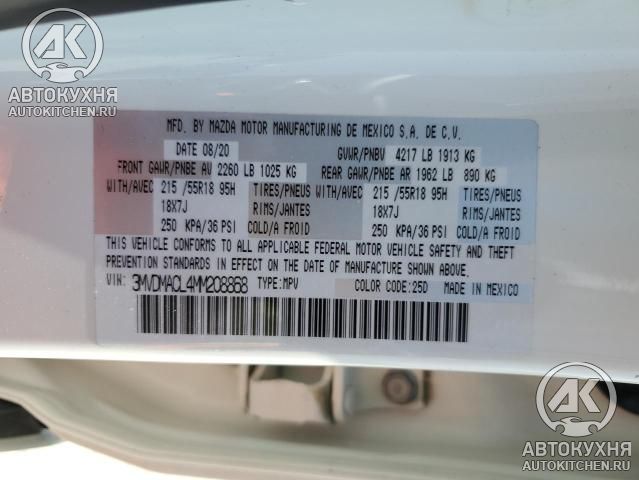 AK
АВТОКУХНЯ
AUTOKITCHEN.RU
MFD. BY MAZDA MOTOR MANUFACTURING DE MEXICO S.A. DE C.V.
DATE 08/20 GVWR/PNBV 4217 LB 1913 KG
FRONT GAWR/PNBE AV 2260 LB 1025 KG REAR GAWR/PNBE AR 1962 LB 890 KG
WITH/AVEC 215 /55R18 95H TIRES/PNEUS WITH/AVEC 215 /55R18 95H TIRES/PNEUS
18X7J RIMS/JANTES 18X7J RIMS/JANTES
250 KPA/36 PSI COLD/A FROID 250 KPA/36 PSI COLD/A FROID
THIS VEHICLE CONFORMS TO ALL APPLICABLE FEDERAL MOTOR VEHICLE SAFETY AND THEFT
PREVENTION STANDARDS IN EFFECT ON THE DATE OF MANUFACTURE SHOWN ABOVE.
VIN: 3MVDMACL4MM208868 TYPE:MPV COLOR CODE:25D MADE IN MEXICO
AK
АВТОКУХНЯ
AUTOKITCHEN.RU